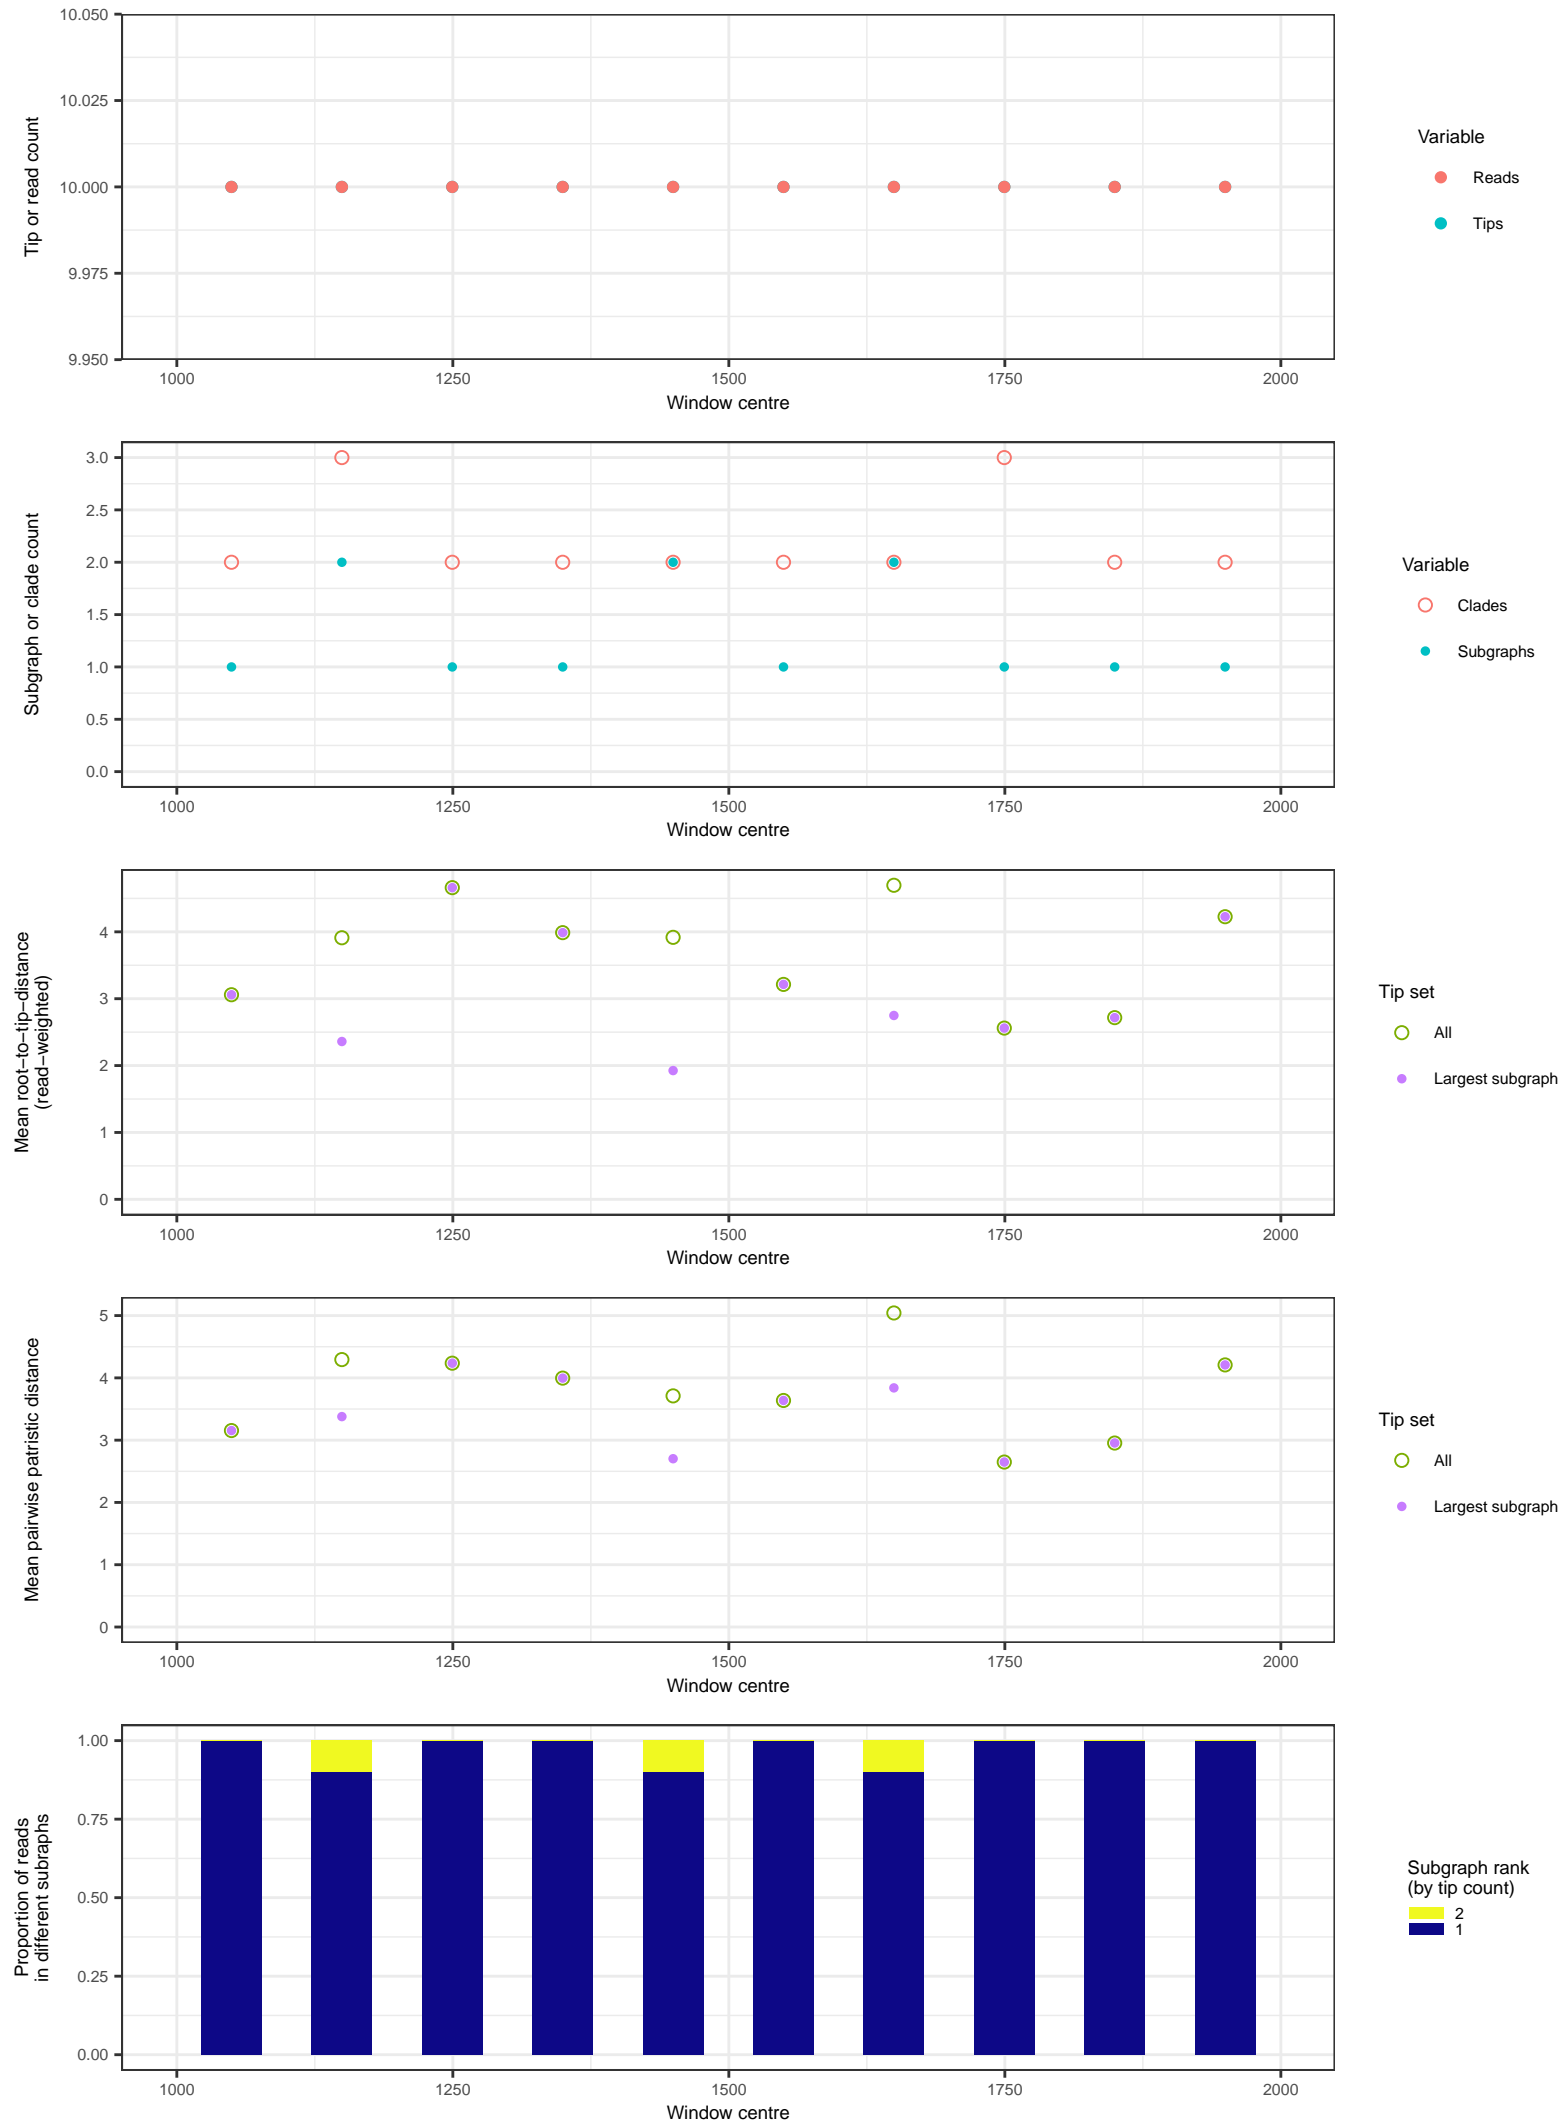 10.050
10.025
10.000
9.975
9.950
Tip or read count
1000 1250 1500 1750 2000
Window centre
Variable
Reads
Tips
3.0
2.5
2.0
1.5
1.0
0.5
0.0
Subgraph or clade count
1000 1250 1500 1750 2000
Window centre
Variable
Clades
Subgraphs
4
3
2
1
0
Mean root−to−tip−distance
(read−weighted)
1000 1250 1500 1750 2000
Window centre
Tip set
All
Largest subgraph
5
4
3
2
1
0
Mean pairwise patristic distance
1000 1250 1500 1750 2000
Window centre
Tip set
All
Largest subgraph
1.00
0.75
0.50
0.25
0.00
Proportion of reads
in different subraphs
1000 1250 1500 1750 2000
Window centre
Subgraph rank
(by tip count)
2
1